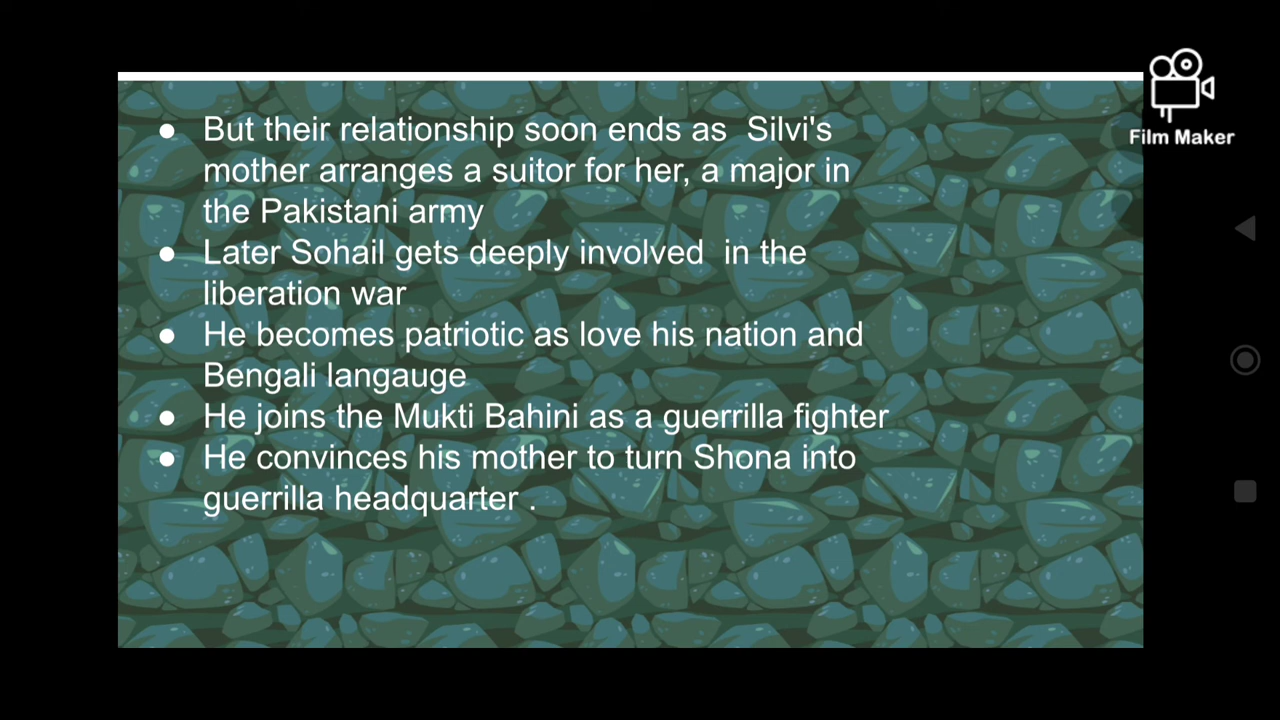 ● But their relationship soon ends as  Silvi's
mother arranges a suitor for her, a major in
the Pakistani army
● Later Sohail gets deeply involved  in the
liberation war
● He becomes patriotic as love his nation and
Bengali langauge
● He joins the Mukti Bahini as a guerrilla fighter
● He convinces his mother to turn Shona into
guerrilla headquarter .
Film Maker